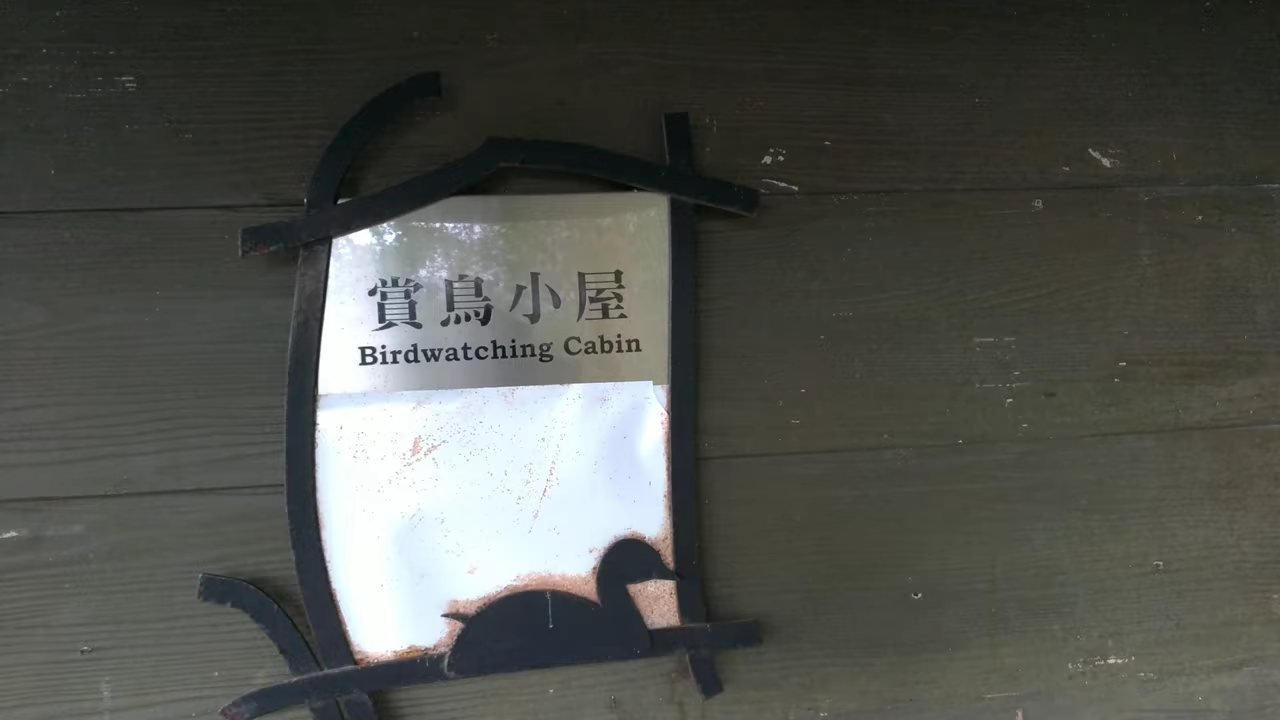 賞鳥小屋
Birdwatching Cabin